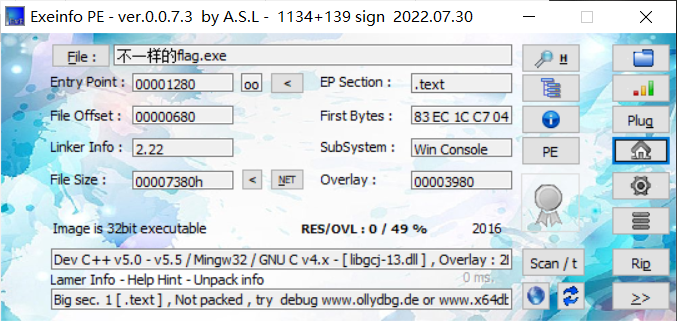 Exeinfo PE - ver.0.0.7.3 by A.S.L - 1134+139 sign 2022.07.30
File : 不一样的flag.exe H
Entry Point : 00001280 oo < EP Section : .text
File Offset : 00000680 First Bytes : 83 EC 1C C7 04 Plug
Linker Info : 2.22 SubSystem : Win Console PE
File Size : 00007380h < NET Overlay : 00003980
Image is 32bit executable RES/OVL : 0 / 49 % 2016
Dev C++ v5.0 - v5.5 / Mingw32 / GNU C v4.x - [ libgcj-13.dll ] , Overlay : Scan / t Rip
Lamer Info - Help Hint - Unpack info 0 ms.
Big sec. 1 [ .text ] , Not packed , try debug www.ollydbg.de or www.x64db >>